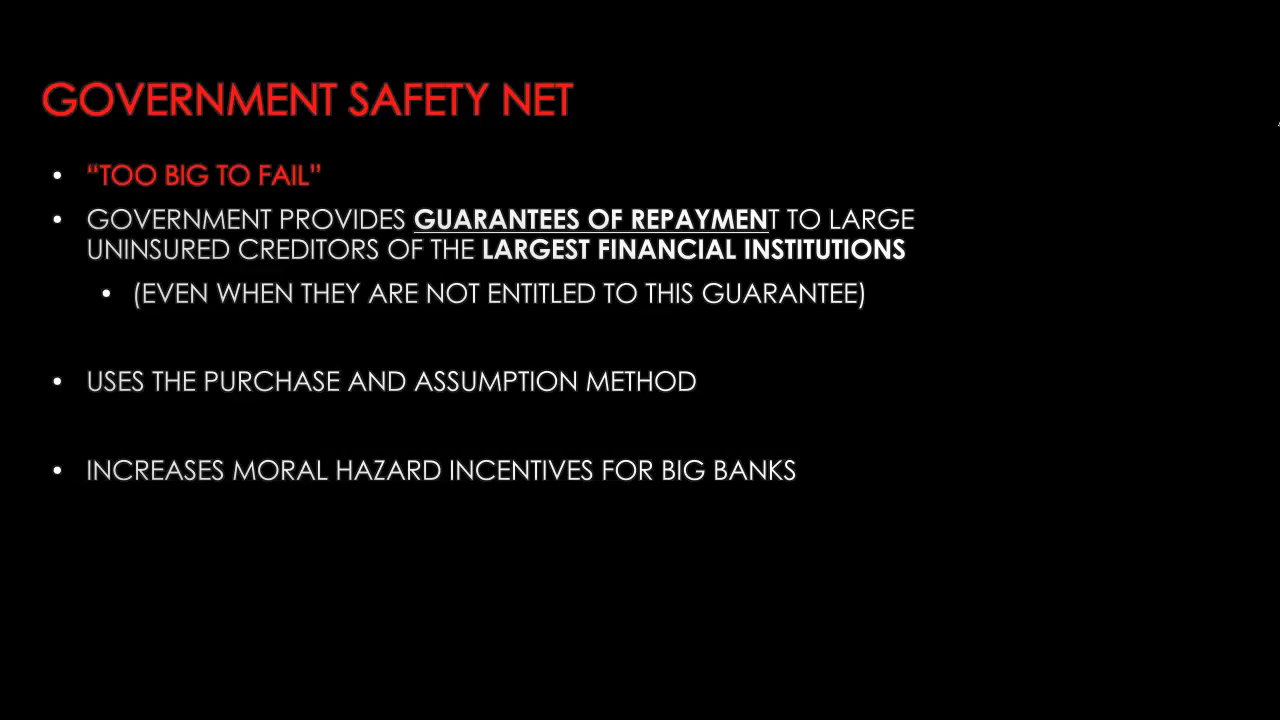 GOVERNMENT SAFETY NET
• “TOO BIG TO FAIL”
• GOVERNMENT PROVIDES GUARANTEES OF REPAYMENT TO LARGE
UNINSURED CREDITORS OF THE LARGEST FINANCIAL INSTITUTIONS
• (EVEN WHEN THEY ARE NOT ENTITLED TO THIS GUARANTEE)
• USES THE PURCHASE AND ASSUMPTION METHOD
• INCREASES MORAL HAZARD INCENTIVES FOR BIG BANKS